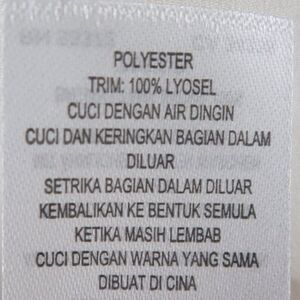 POLYESTER
TRIM: 100% LYOSEL
CUCI DENGAN AIR DINGIN
CUCI DAN KERINGKAN BAGIAN DALAM
DILUAR
SETRIKA BAGIAN DALAM DILUAR
KEMBALIKAN KE BENTUK SEMULA
KETIKA MASIH LEMBAB
CUCI DENGAN WARNA YANG SAMA
DIBUAT DI CINA